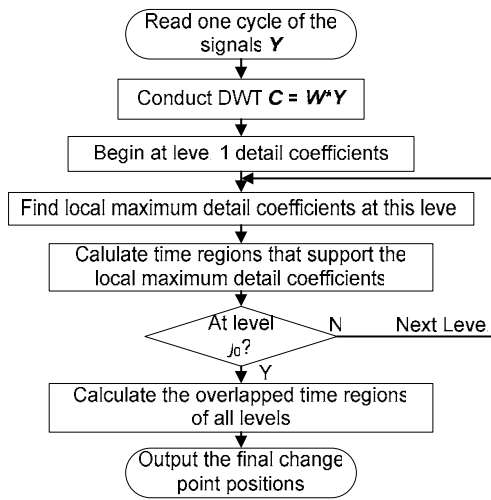 Read one cycle of the
signals Y
Conduct DWT C = W*Y
Begin at leve 1 detail coefficients
Find local maximum detail coefficients at this leve
Calulate time regions that support the
local maximum detail coefficients
At level
j0?
N
Next Leve
Y
Calculate the overlapped time regions
of all levels
Output the final change
point positions